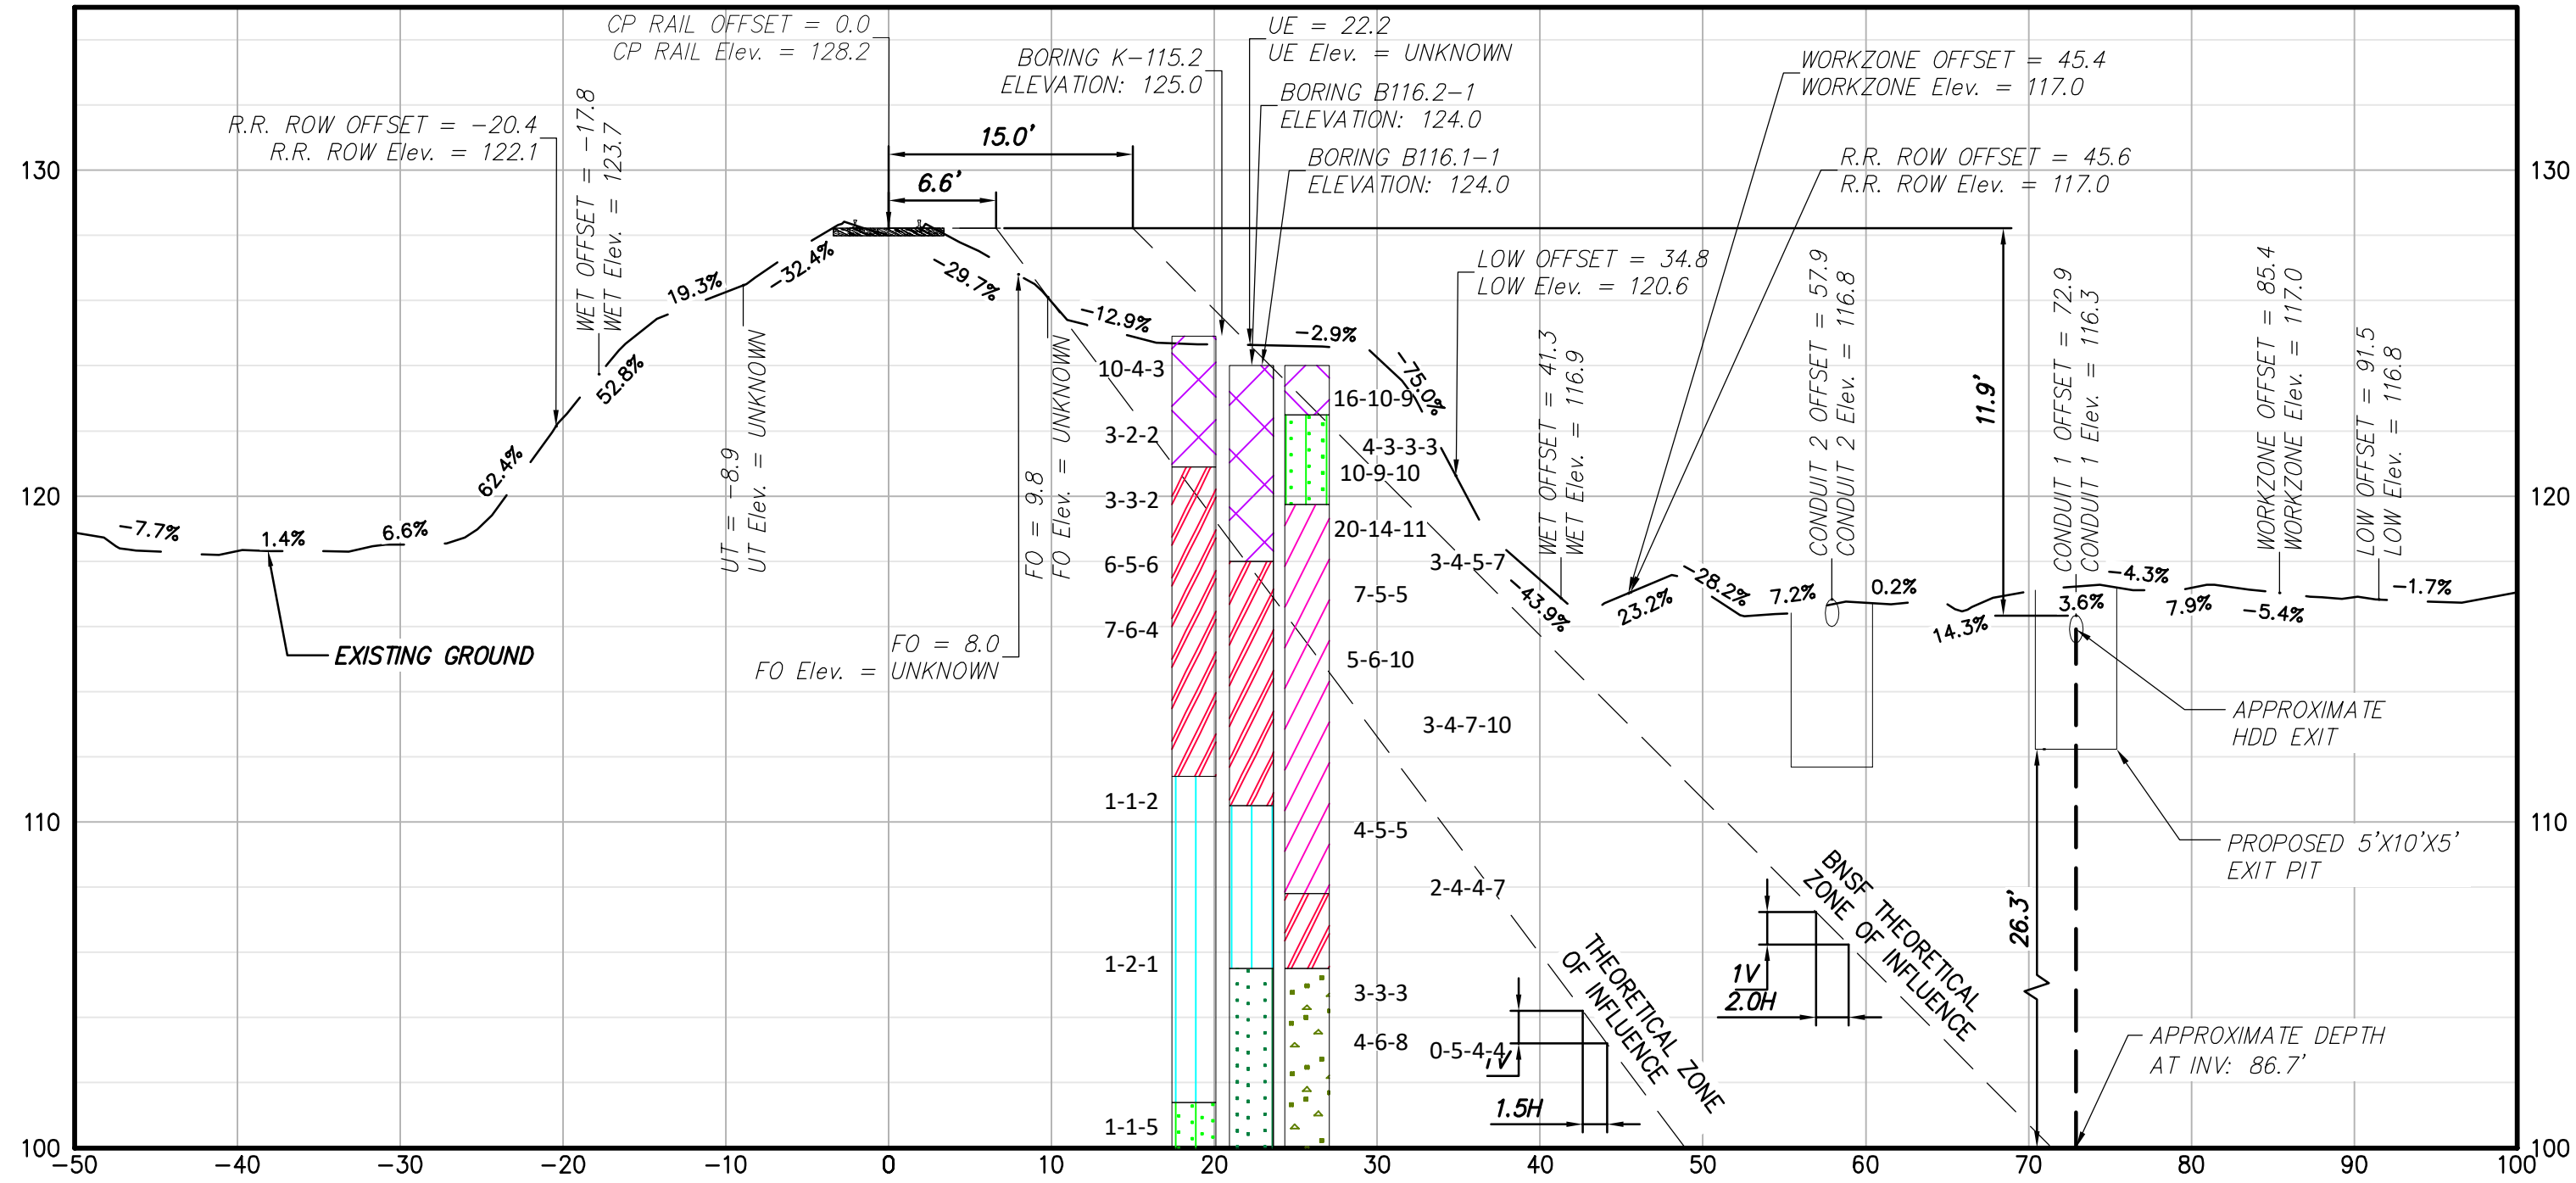 CP RAIL OFFSET = 0.0
CP RAIL Elev. = 128.2
UE = 22.2
UE Elev. = UNKNOWN
BORING K-115.2
ELEVATION: 125.0
WORKZONE OFFSET = 45.4
WORKZONE Elev. = 117.0
BORING B116.2-1
ELEVATION: 124.0
R.R. ROW OFFSET = -20.4
R.R. ROW Elev. = 122.1
WET OFFSET = -17.8
WET Elev. = 123.7
15.0'
BORING B116.1-1
ELEVATION: 124.0
R.R. ROW OFFSET = 45.6
R.R. ROW Elev. = 117.0
130
130
6.6'
LOW OFFSET = 34.8
LOW Elev. = 120.6
-32.4%
19.3%
-29.7%
-12.9%
-2.9%
-75.0%
52.8%
62.4%
-7.7%
1.4%
6.6%
UT = -8.9
UT Elev. = UNKNOWN
FO = 9.8
FO Elev. = UNKNOWN
FO = 8.0
FO Elev. = UNKNOWN
EXISTING GROUND
WET OFFSET = 41.3
WET Elev. = 116.9
CONDUIT 2 OFFSET = 57.9
CONDUIT 2 Elev. = 116.8
11.9'
CONDUIT 1 OFFSET = 72.9
CONDUIT 1 Elev. = 116.3
WORKZONE OFFSET = 85.4
WORKZONE Elev. = 117.0
LOW OFFSET = 91.5
LOW Elev. = 116.8
120
120
10-4-3
3-2-2
3-3-2
6-5-6
7-6-4
1-1-2
1-2-1
1-1-5
16-10-9
4-3-3-3
10-9-10
20-14-11
3-4-5-7
7-5-5
5-6-10
3-4-7-10
4-5-5
2-4-4-7
3-3-3
4-6-8
0-5-4-4
-43.9%
23.2%
-28.2%
7.2%
0.2%
14.3%
3.6%
-4.3%
7.9%
-5.4%
-1.7%
APPROXIMATE
HDD EXIT
110
110
PROPOSED 5'X10'X5'
EXIT PIT
26.3'
BNSF THEORETICAL
ZONE OF INFLUENCE
1V
2.0H
THEORETICAL ZONE
OF INFLUENCE
1V
1.5H
APPROXIMATE DEPTH
AT INV: 86.7'
100
100
-50 -40 -30 -20 -10 0 10 20 30 40 50 60 70 80 90 100